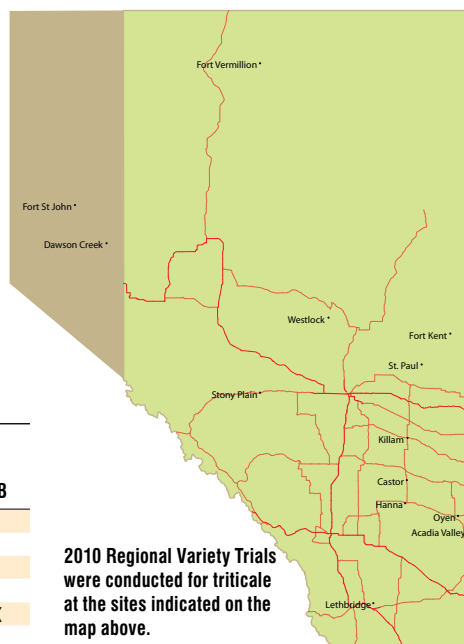 Fort Vermillion
Fort St John
Dawson Creek
Westlock
Fort Kent
St. Paul
Stony Plain
Killam
Castor
Hanna
Oyen
Acadia Valley
Lethbridge
B
2010 Regional Variety Trials
were conducted for triticale
at the sites indicated on the
map above.